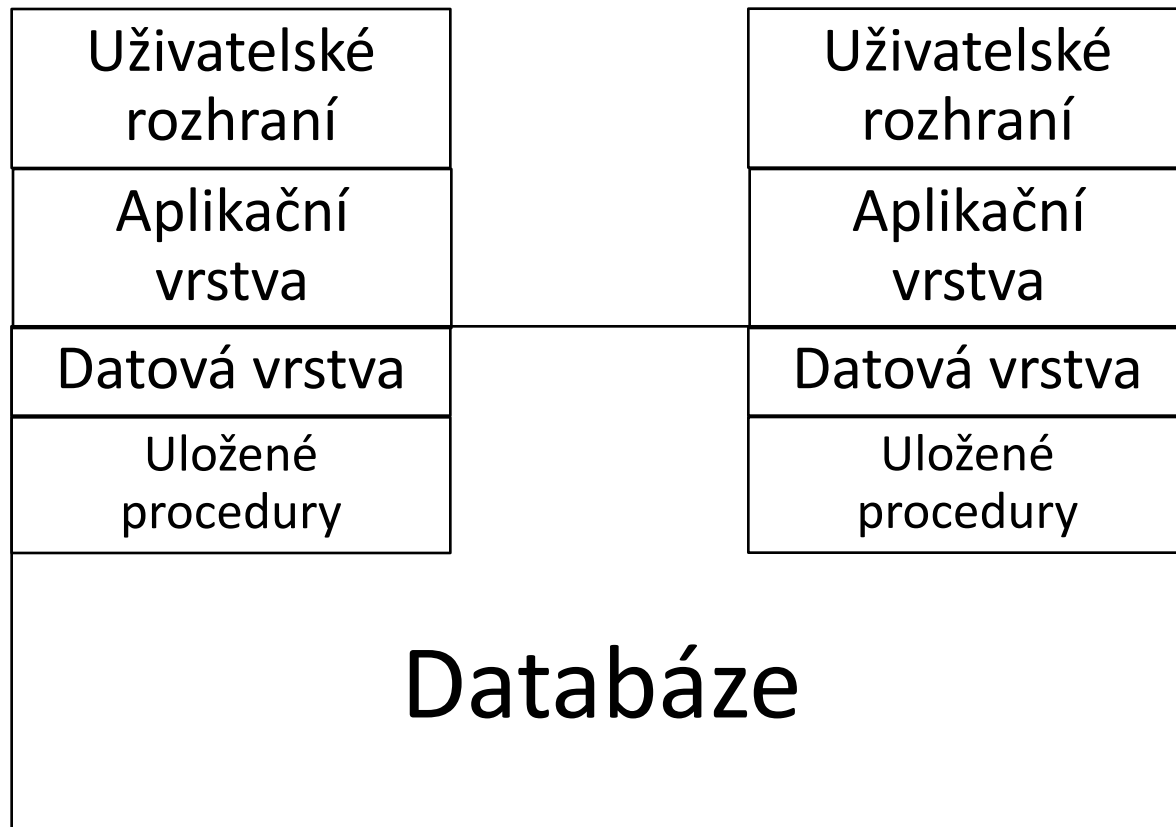 Uživatelské
rozhraní
Aplikační
vrstva
Datová vrstva
Uložené
procedury
Uživatelské
rozhraní
Aplikační
vrstva
Datová vrstva
Uložené
procedury
Databáze